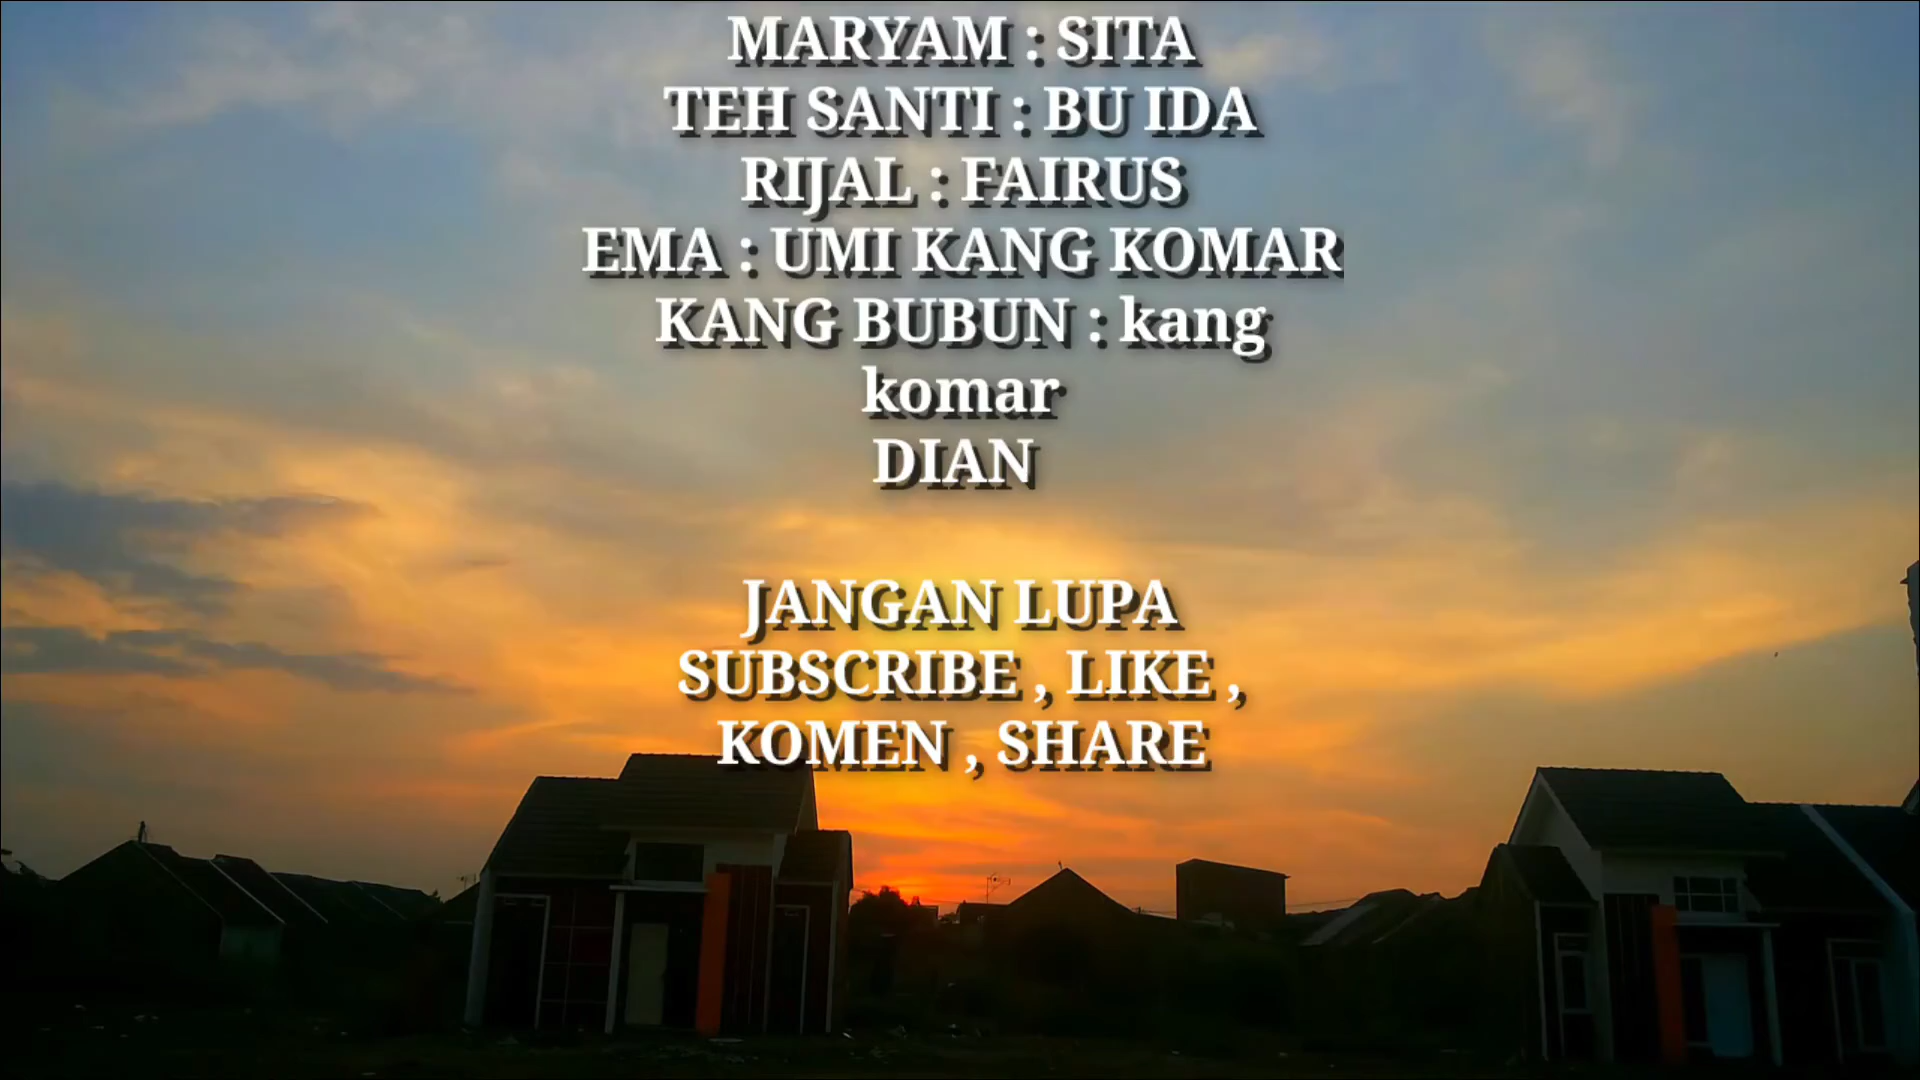 MARYAM : SITA
TEH SANTI : BU IDA
RIJAL : FAIRUS
EMA : UMI KANG KOMAR
KANG BUBUN : kang
komar
DIAN
JANGAN LUPA
SUBSCRIBE , LIKE ,
KOMEN , SHARE